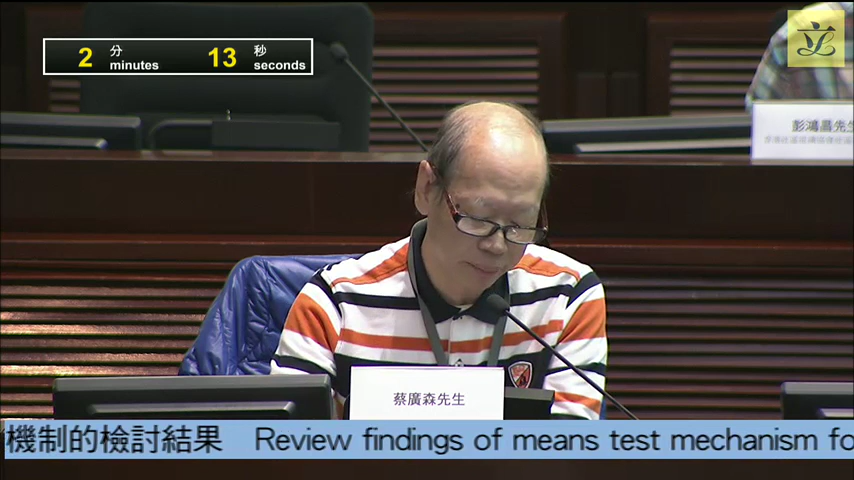 2 分 minutes 13 秒 seconds
立
彭鴻昌先生
蔡廣森先生
機制的檢討結果 Review findings of means test mechanism fo